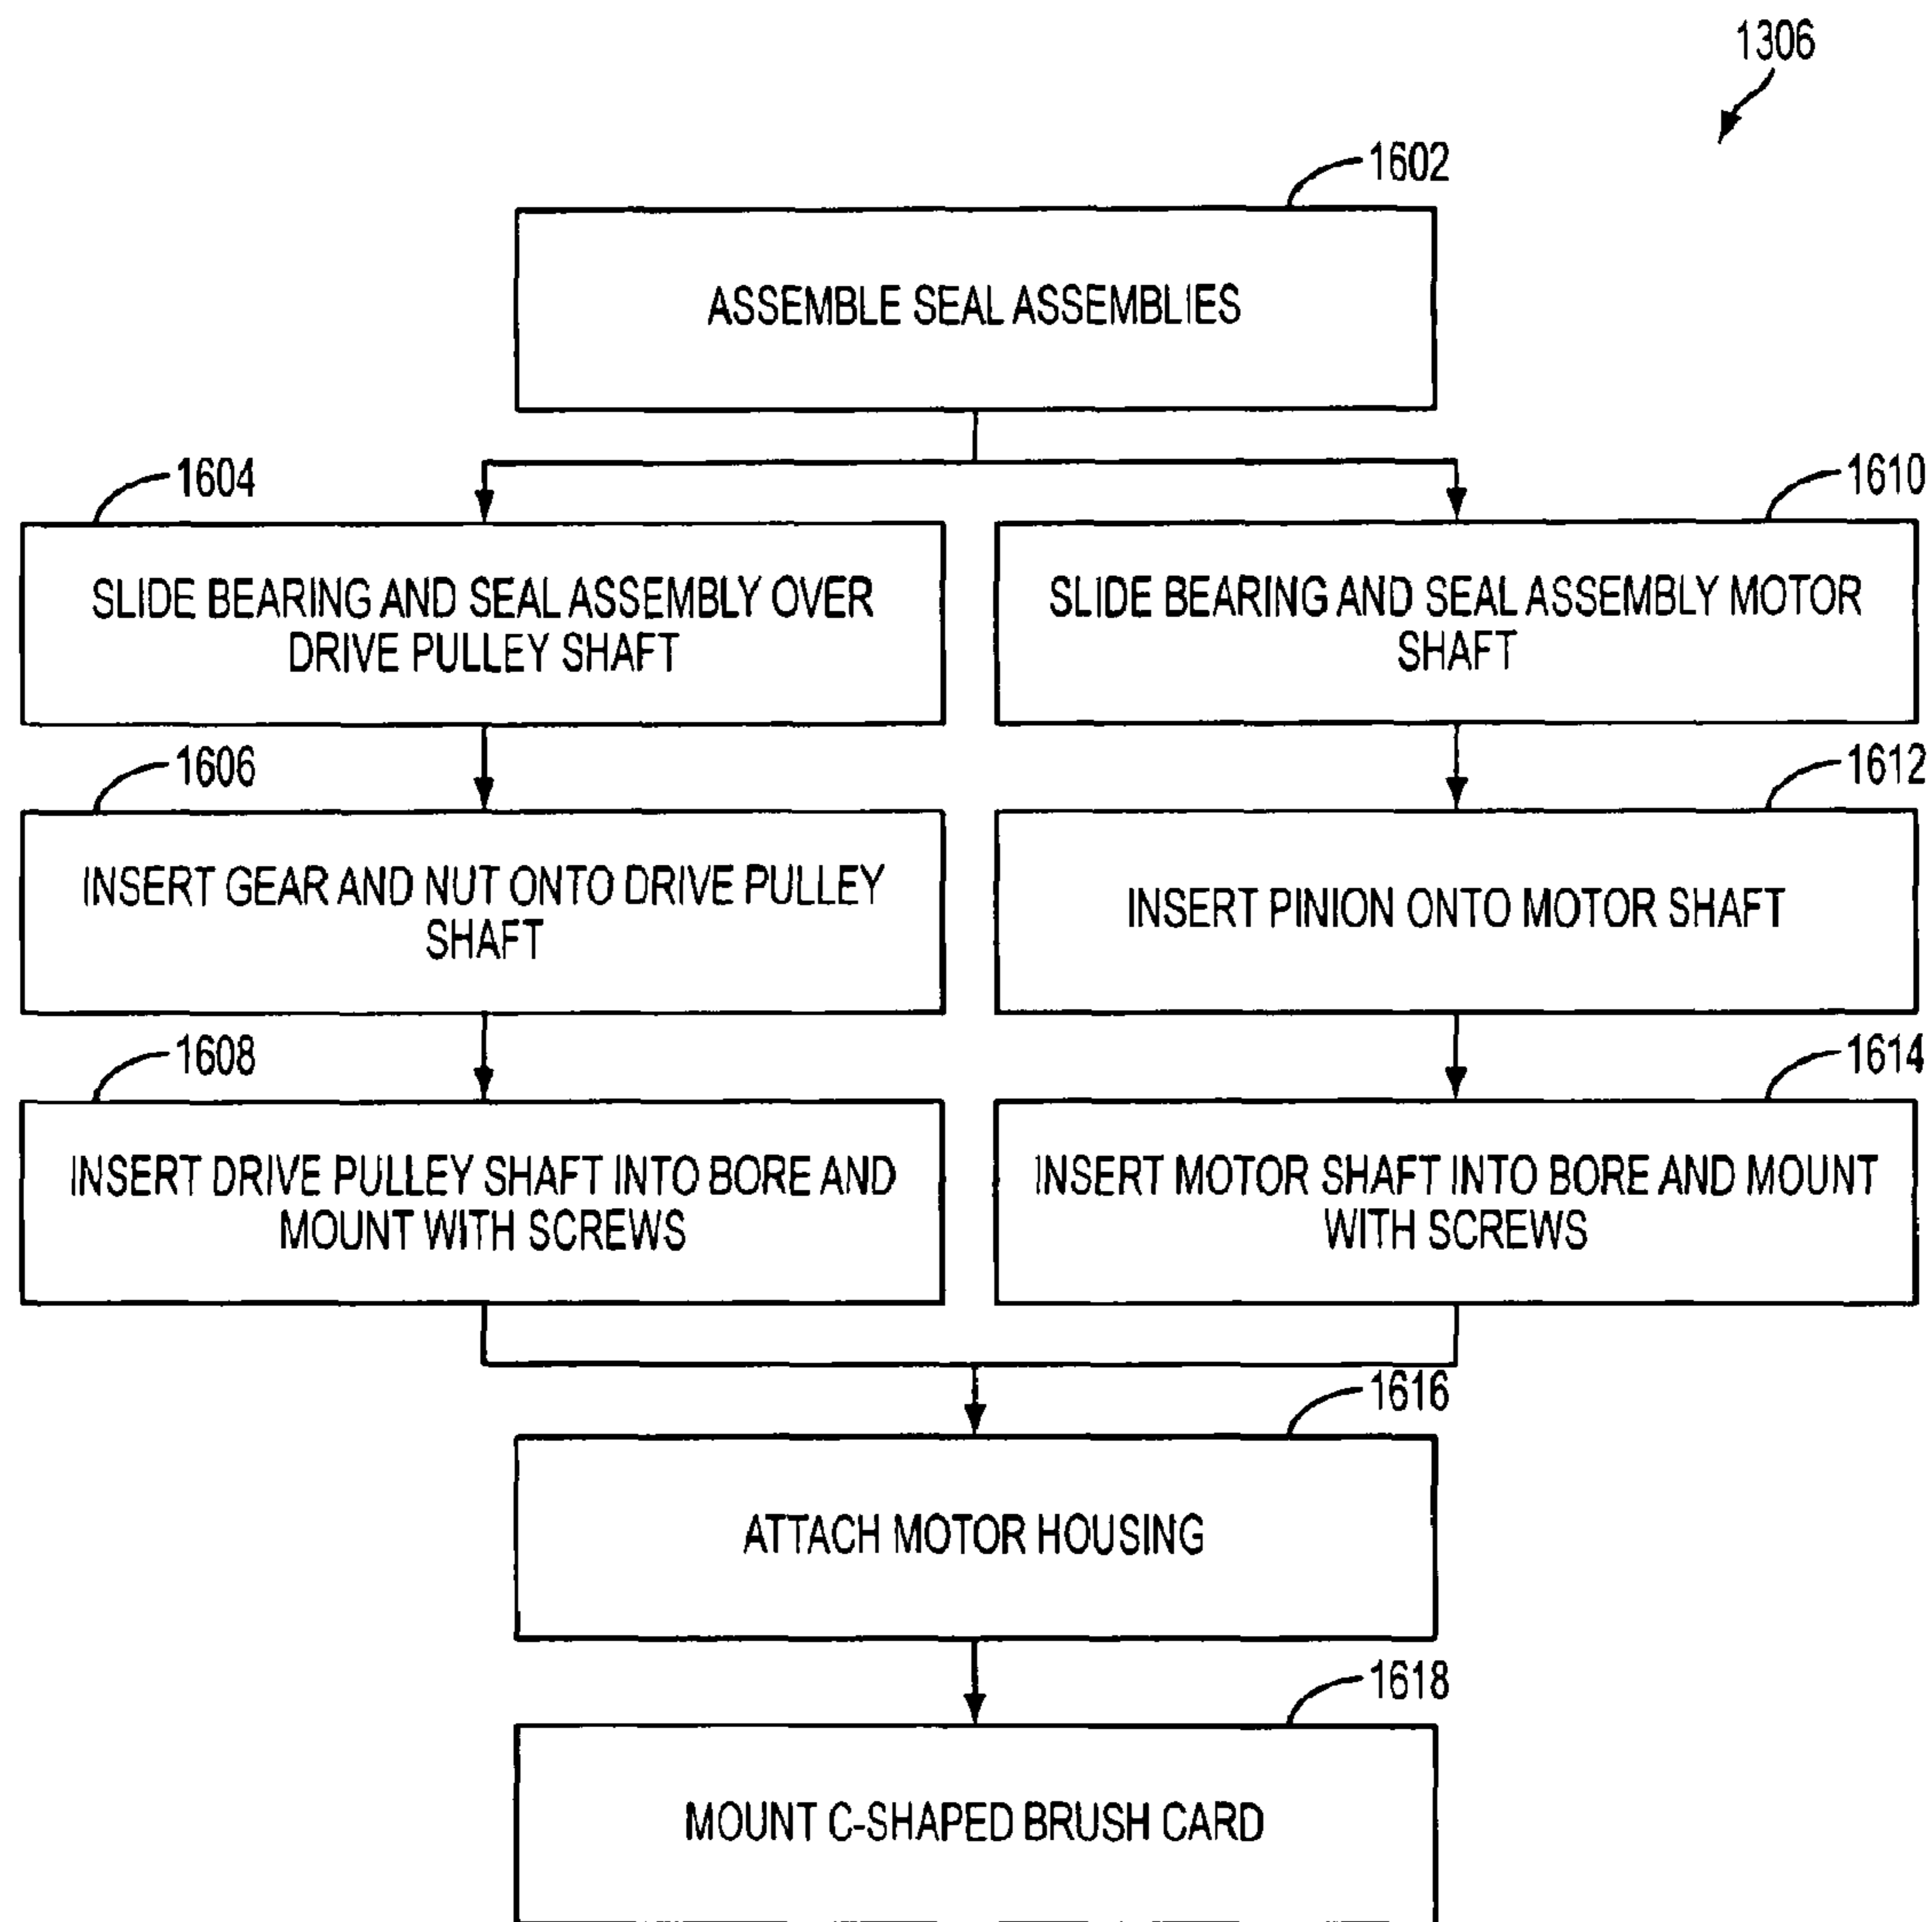 1306
1602
ASSEMBLE SEAL ASSEMBLIES
1604
SLIDE BEARING AND SEAL ASSEMBLY OVER
DRIVE PULLEY SHAFT
1606
INSERT GEAR AND NUT ONTO DRIVE PULLEY
SHAFT
1608
INSERT DRIVE PULLEY SHAFT INTO BORE AND
MOUNT WITH SCREWS
1610
SLIDE BEARING AND SEAL ASSEMBLY MOTOR
SHAFT
1612
INSERT PINION ONTO MOTOR SHAFT
1614
INSERT MOTOR SHAFT INTO BORE AND MOUNT
WITH SCREWS
1616
ATTACH MOTOR HOUSING
1618
MOUNT C-SHAPED BRUSH CARD